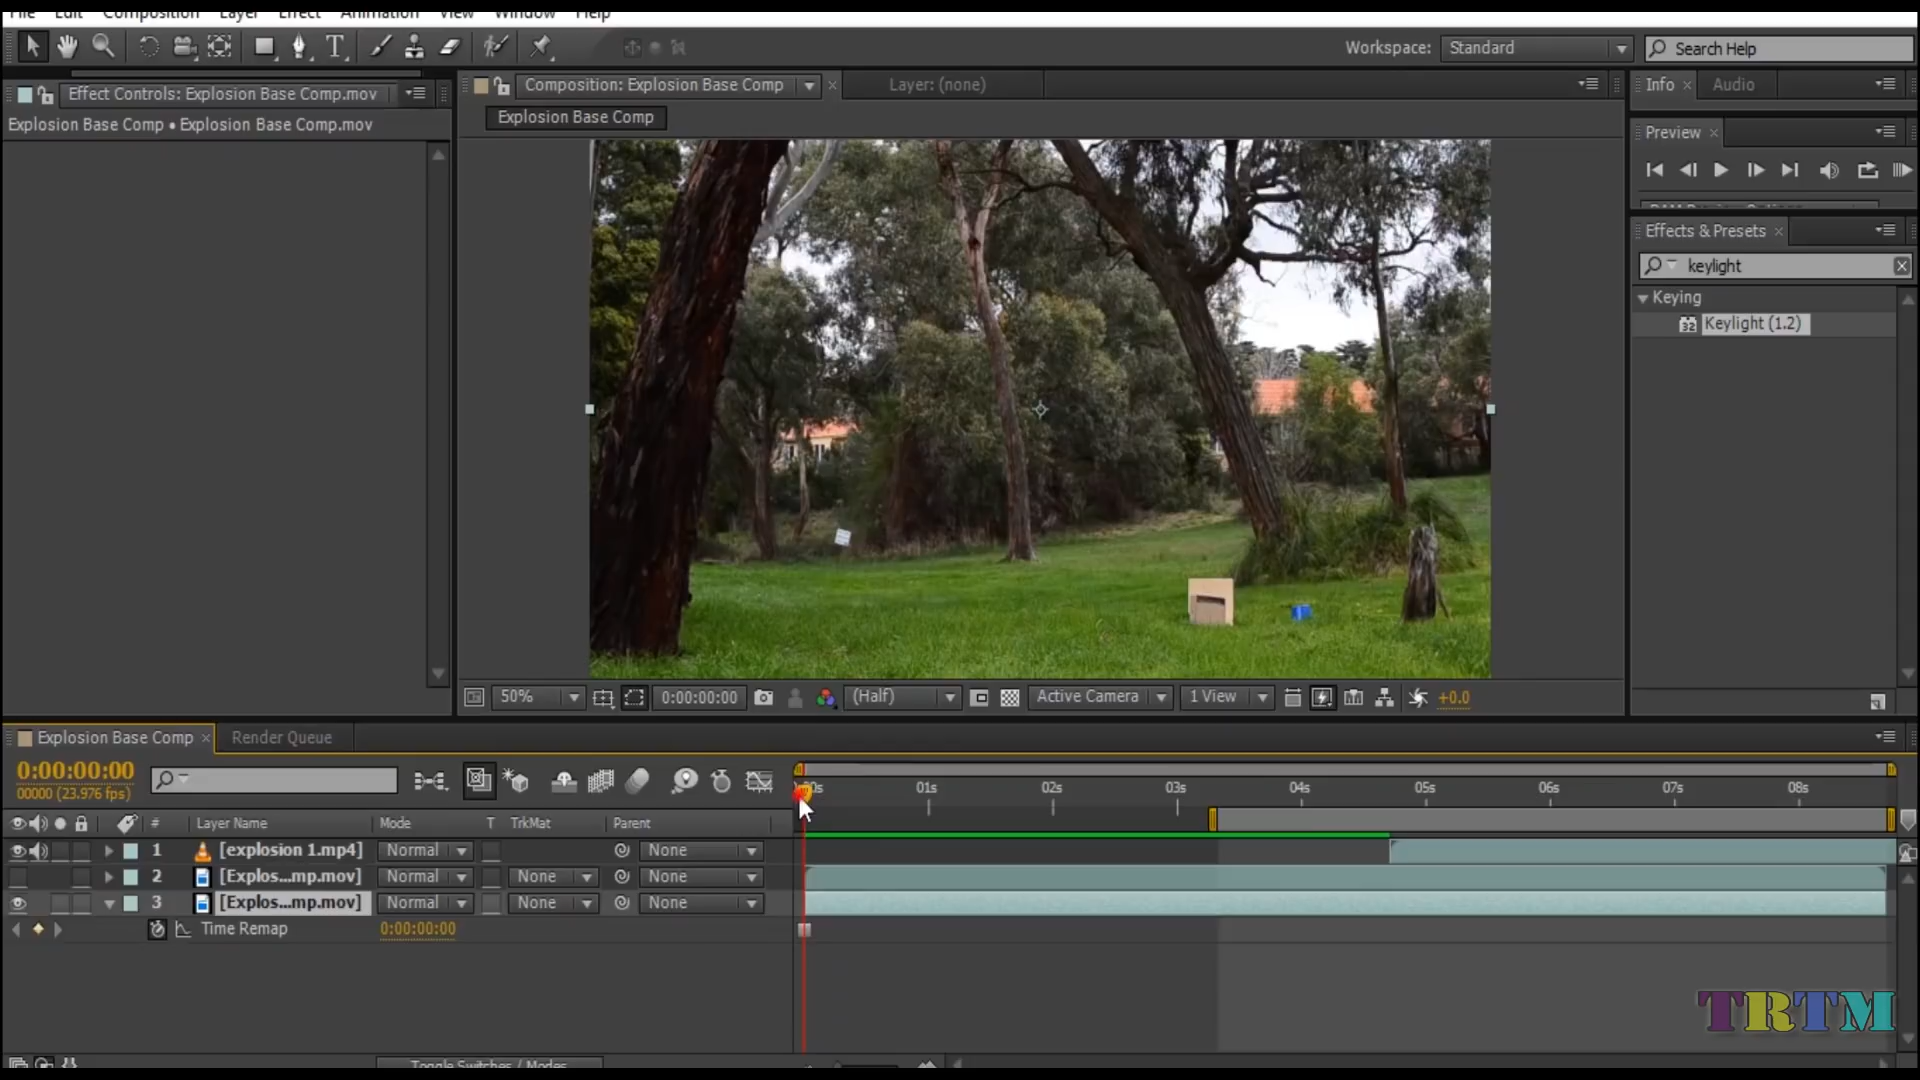 File Edit Composition Layer Effect Animation View Window Help
Workspace: Standard Search Help
Effect Controls: Explosion Base Comp.mov
Composition: Explosion Base Comp Layer: (none)
Info Audio
Explosion Base Comp • Explosion Base Comp.mov
Explosion Base Comp
Preview
Effects & Presets
keylight
Keying
32 Keylight (1.2)
50% 0:00:00:00 (Half) Active Camera 1 View +0.0
Explosion Base Comp Render Queue
0:00:00:00
00000 (23.976 fps)
01s 02s 03s 04s 05s 06s 07s 08s
# Layer Name Mode T TrkMat Parent
1 [explosion 1.mp4] Normal None
2 [Explos...mp.mov] Normal None None
3 [Explos...mp.mov] Normal None None
Time Remap 0:00:00:00
TRTM
Toggle Switches / Modes